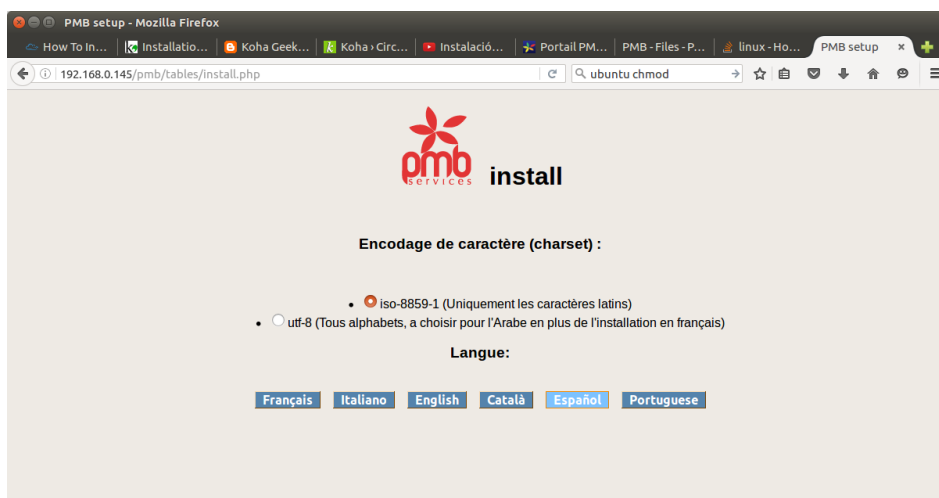 PMB setup - Mozilla Firefox
How To In... Installatio... Koha Geek... Koha › Circ... Instalació... Portail PM... PMB - Files - P... linux - Ho... PMB setup
192.168.0.145/pmb/tables/install.php ubuntu chmod
pmb
services
install
Encodage de caractère (charset) :
iso-8859-1 (Uniquement les caractères latins)
utf-8 (Tous alphabets, a choisir pour l'Arabe en plus de l'installation en français)
Langue:
Français Italiano English Català Español Portuguese